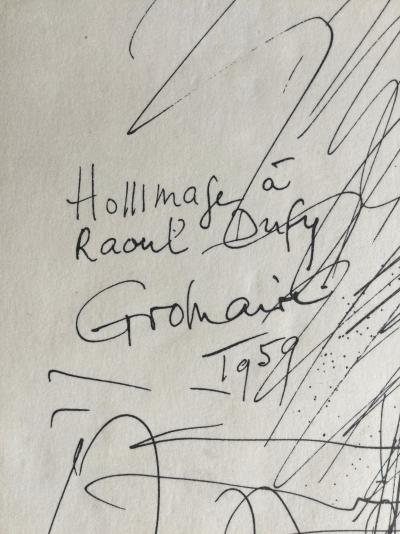 Hommage à
Raoul Dufy
Gromaire
1959